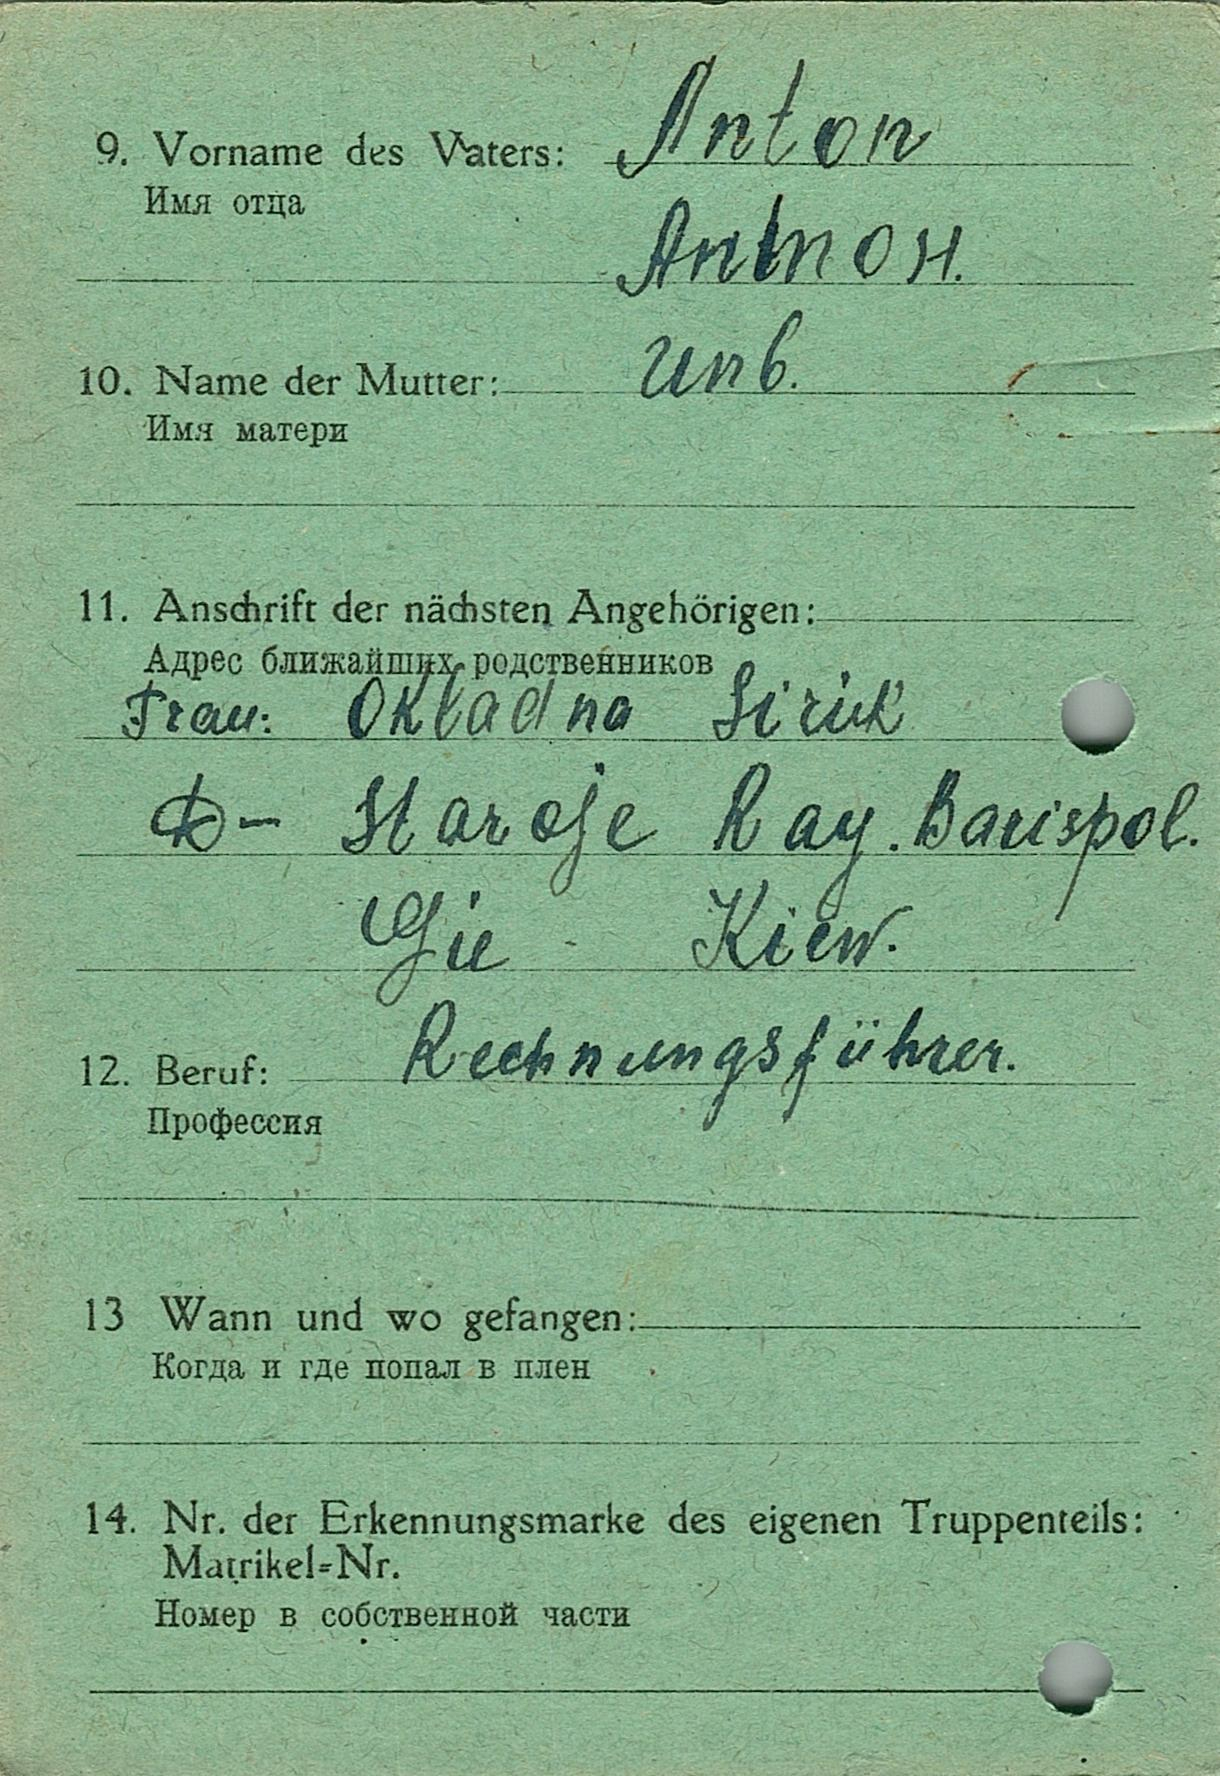 9. Vorname des Vaters: Anton
Имя отца
Антон.
10. Name der Mutter: Unb.
Имя матери
11. Anschrift der nächsten Angehörigen:
Адрес ближайших родственников
Frau: Okladna Sirik
D- Staroje Ray. Barispol.
Kiew.
12. Beruf: Rechnungsführer.
Профессия
13 Wann und wo gefangen:
Когда и где попал в плен
14. Nr. der Erkennungsmarke des eigenen Truppenteils:
Matrikel=Nr.
Номер в собственной части